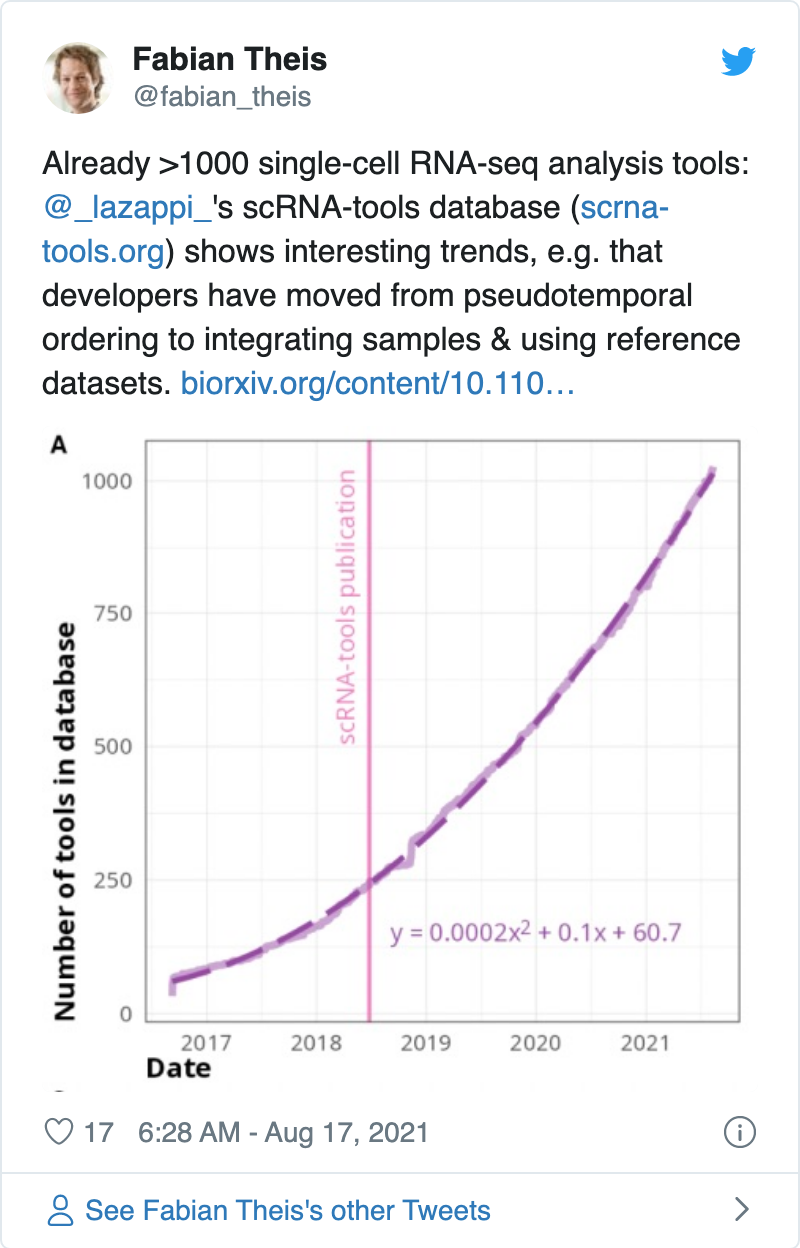 Fabian Theis
@fabian_theis
Already >1000 single-cell RNA-seq analysis tools:
@_lazappi_'s scRNA-tools database (scrna-
tools.org) shows interesting trends, e.g. that
developers have moved from pseudotemporal
ordering to integrating samples & using reference
datasets. biorxiv.org/content/10.110…
A
1000
750
500
250
0
Number of tools in database
scRNA-tools publication
y = 0.0002x² + 0.1x + 60.7
2017 2018 2019 2020 2021
Date
17 6:28 AM - Aug 17, 2021
See Fabian Theis's other Tweets